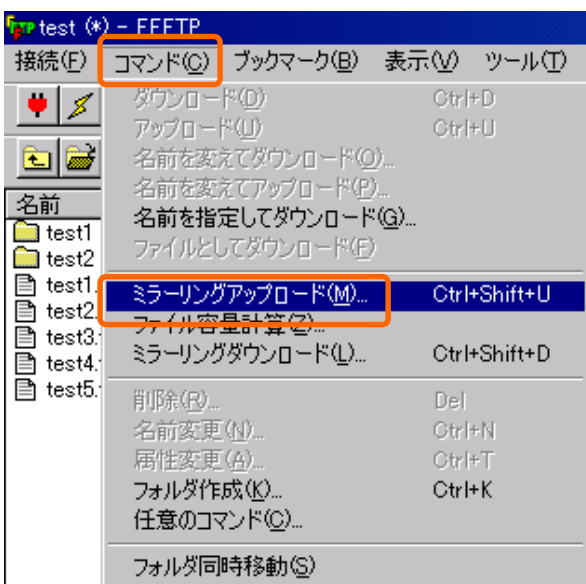 test (*) - FFFTP
接続(F) コマンド(C) ブックマーク(B) 表示(V) ツール(T)
ダウンロード(D) Ctrl+D
アップロード(U) Ctrl+U
名前を変えてダウンロード(O)...
名前を変えてアップロード(P)...
名前を指定してダウンロード(G)...
ファイルとしてダウンロード(F)
ミラーリングアップロード(M)... Ctrl+Shift+U
ファイル容量計算(Z)...
ミラーリングダウンロード(L)... Ctrl+Shift+D
削除(R)... Del
名前変更(N)... Ctrl+N
属性変更(A)... Ctrl+T
フォルダ作成(K)... Ctrl+K
任意のコマンド(C)...
フォルダ同時移動(S)
名前
test1
test2
test1.
test2.
test3.
test4.
test5.